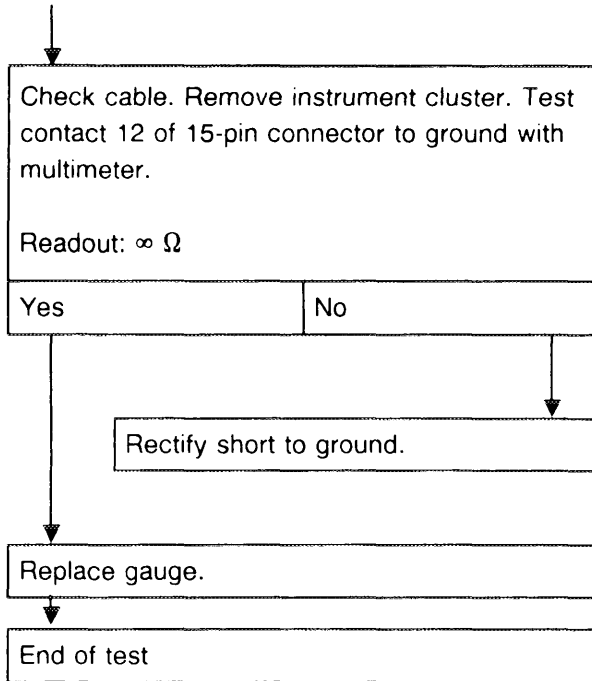 Check cable. Remove instrument cluster. Test
contact 12 of 15-pin connector to ground with
multimeter.
Readout: ∞ Ω
Yes
No
Rectify short to ground.
Replace gauge.
End of test